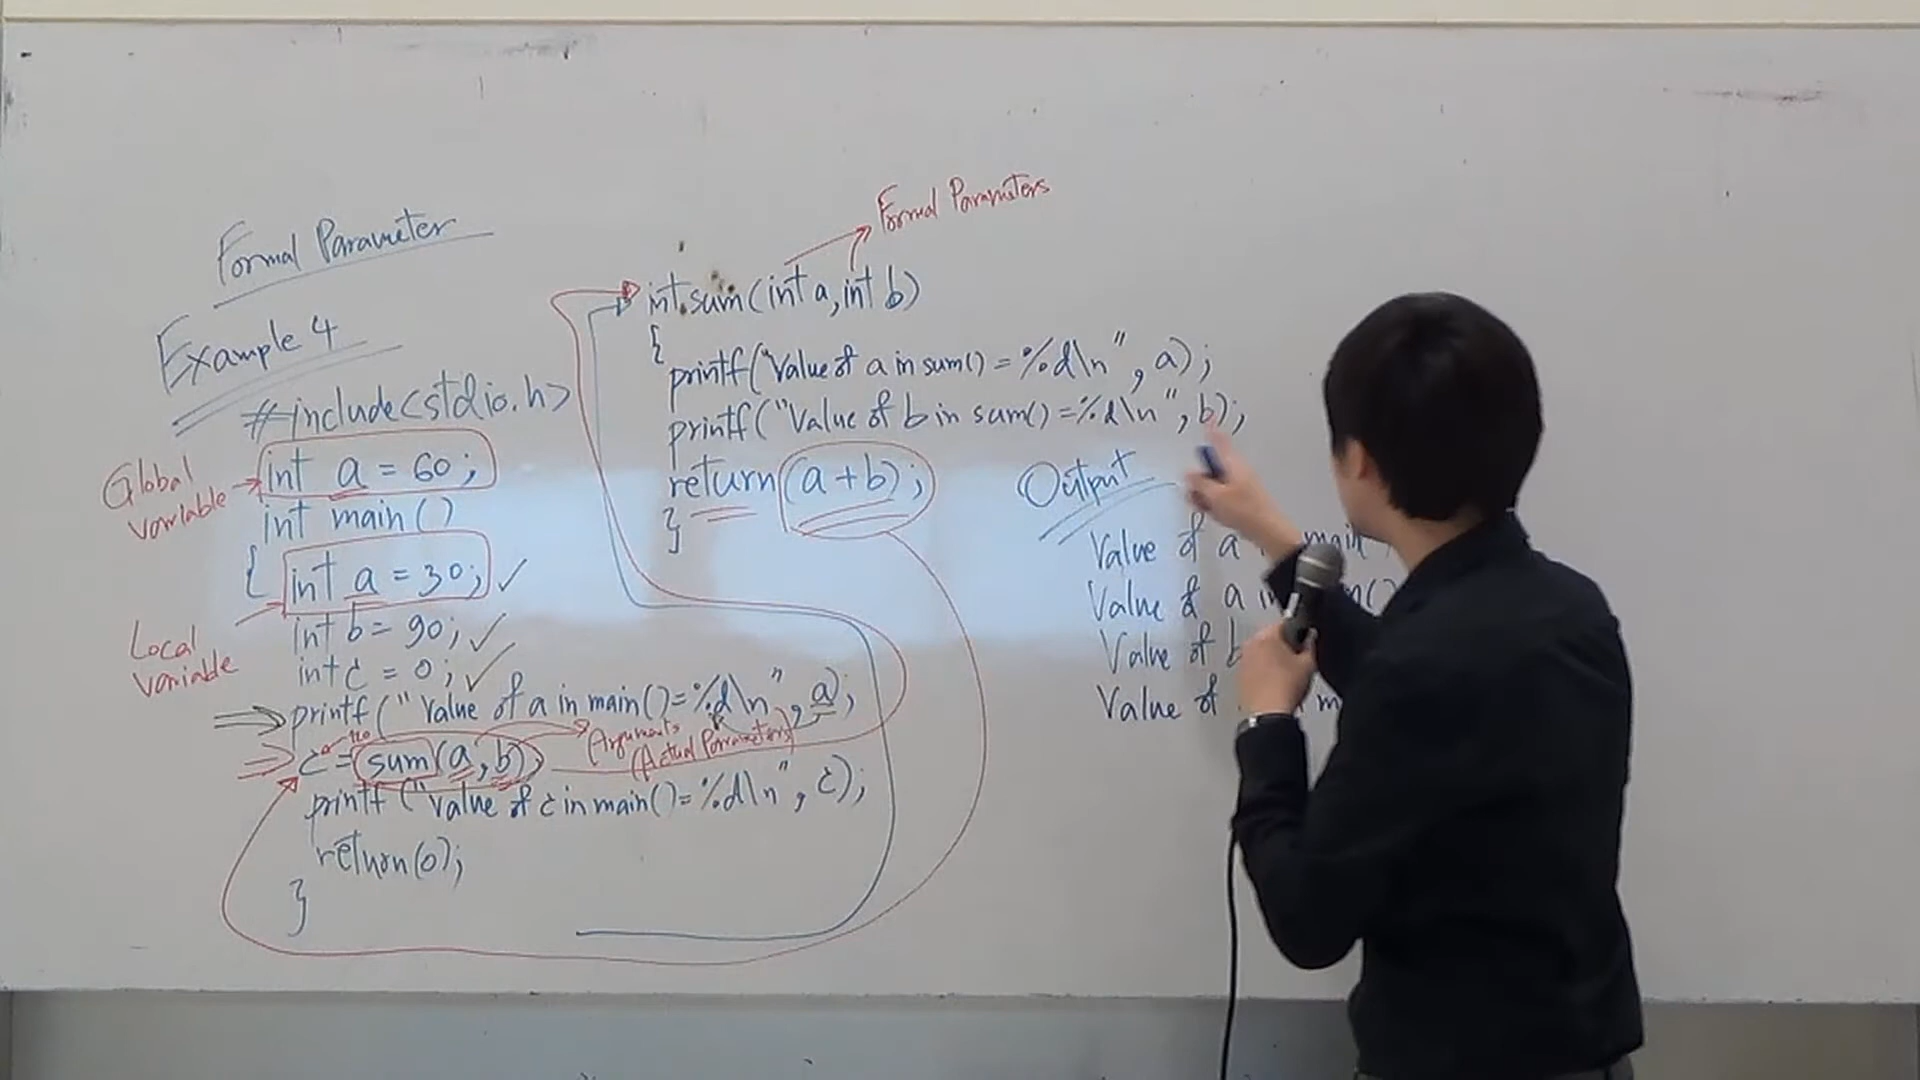 Formal Parameter
Example 4
#include<stdio.h>
Global variable
int a = 60;
int main()
{
int a = 30; ✓
Local variable
int b = 90; ✓
int c = 0; ✓
printf("Value of a in main()=%d\n", a);
c = sum(a,b);
Arguments
(Actual Parameters)
printf("Value of c in main()=%d\n", c);
return(0);
}
Formal Parameters
int sum(int a, int b)
{
printf("Value of a in sum() = %d\n", a);
printf("Value of b in sum() = %d\n", b);
return (a+b);
}
Output
Value of a main
Value of a
Value of b
Value of